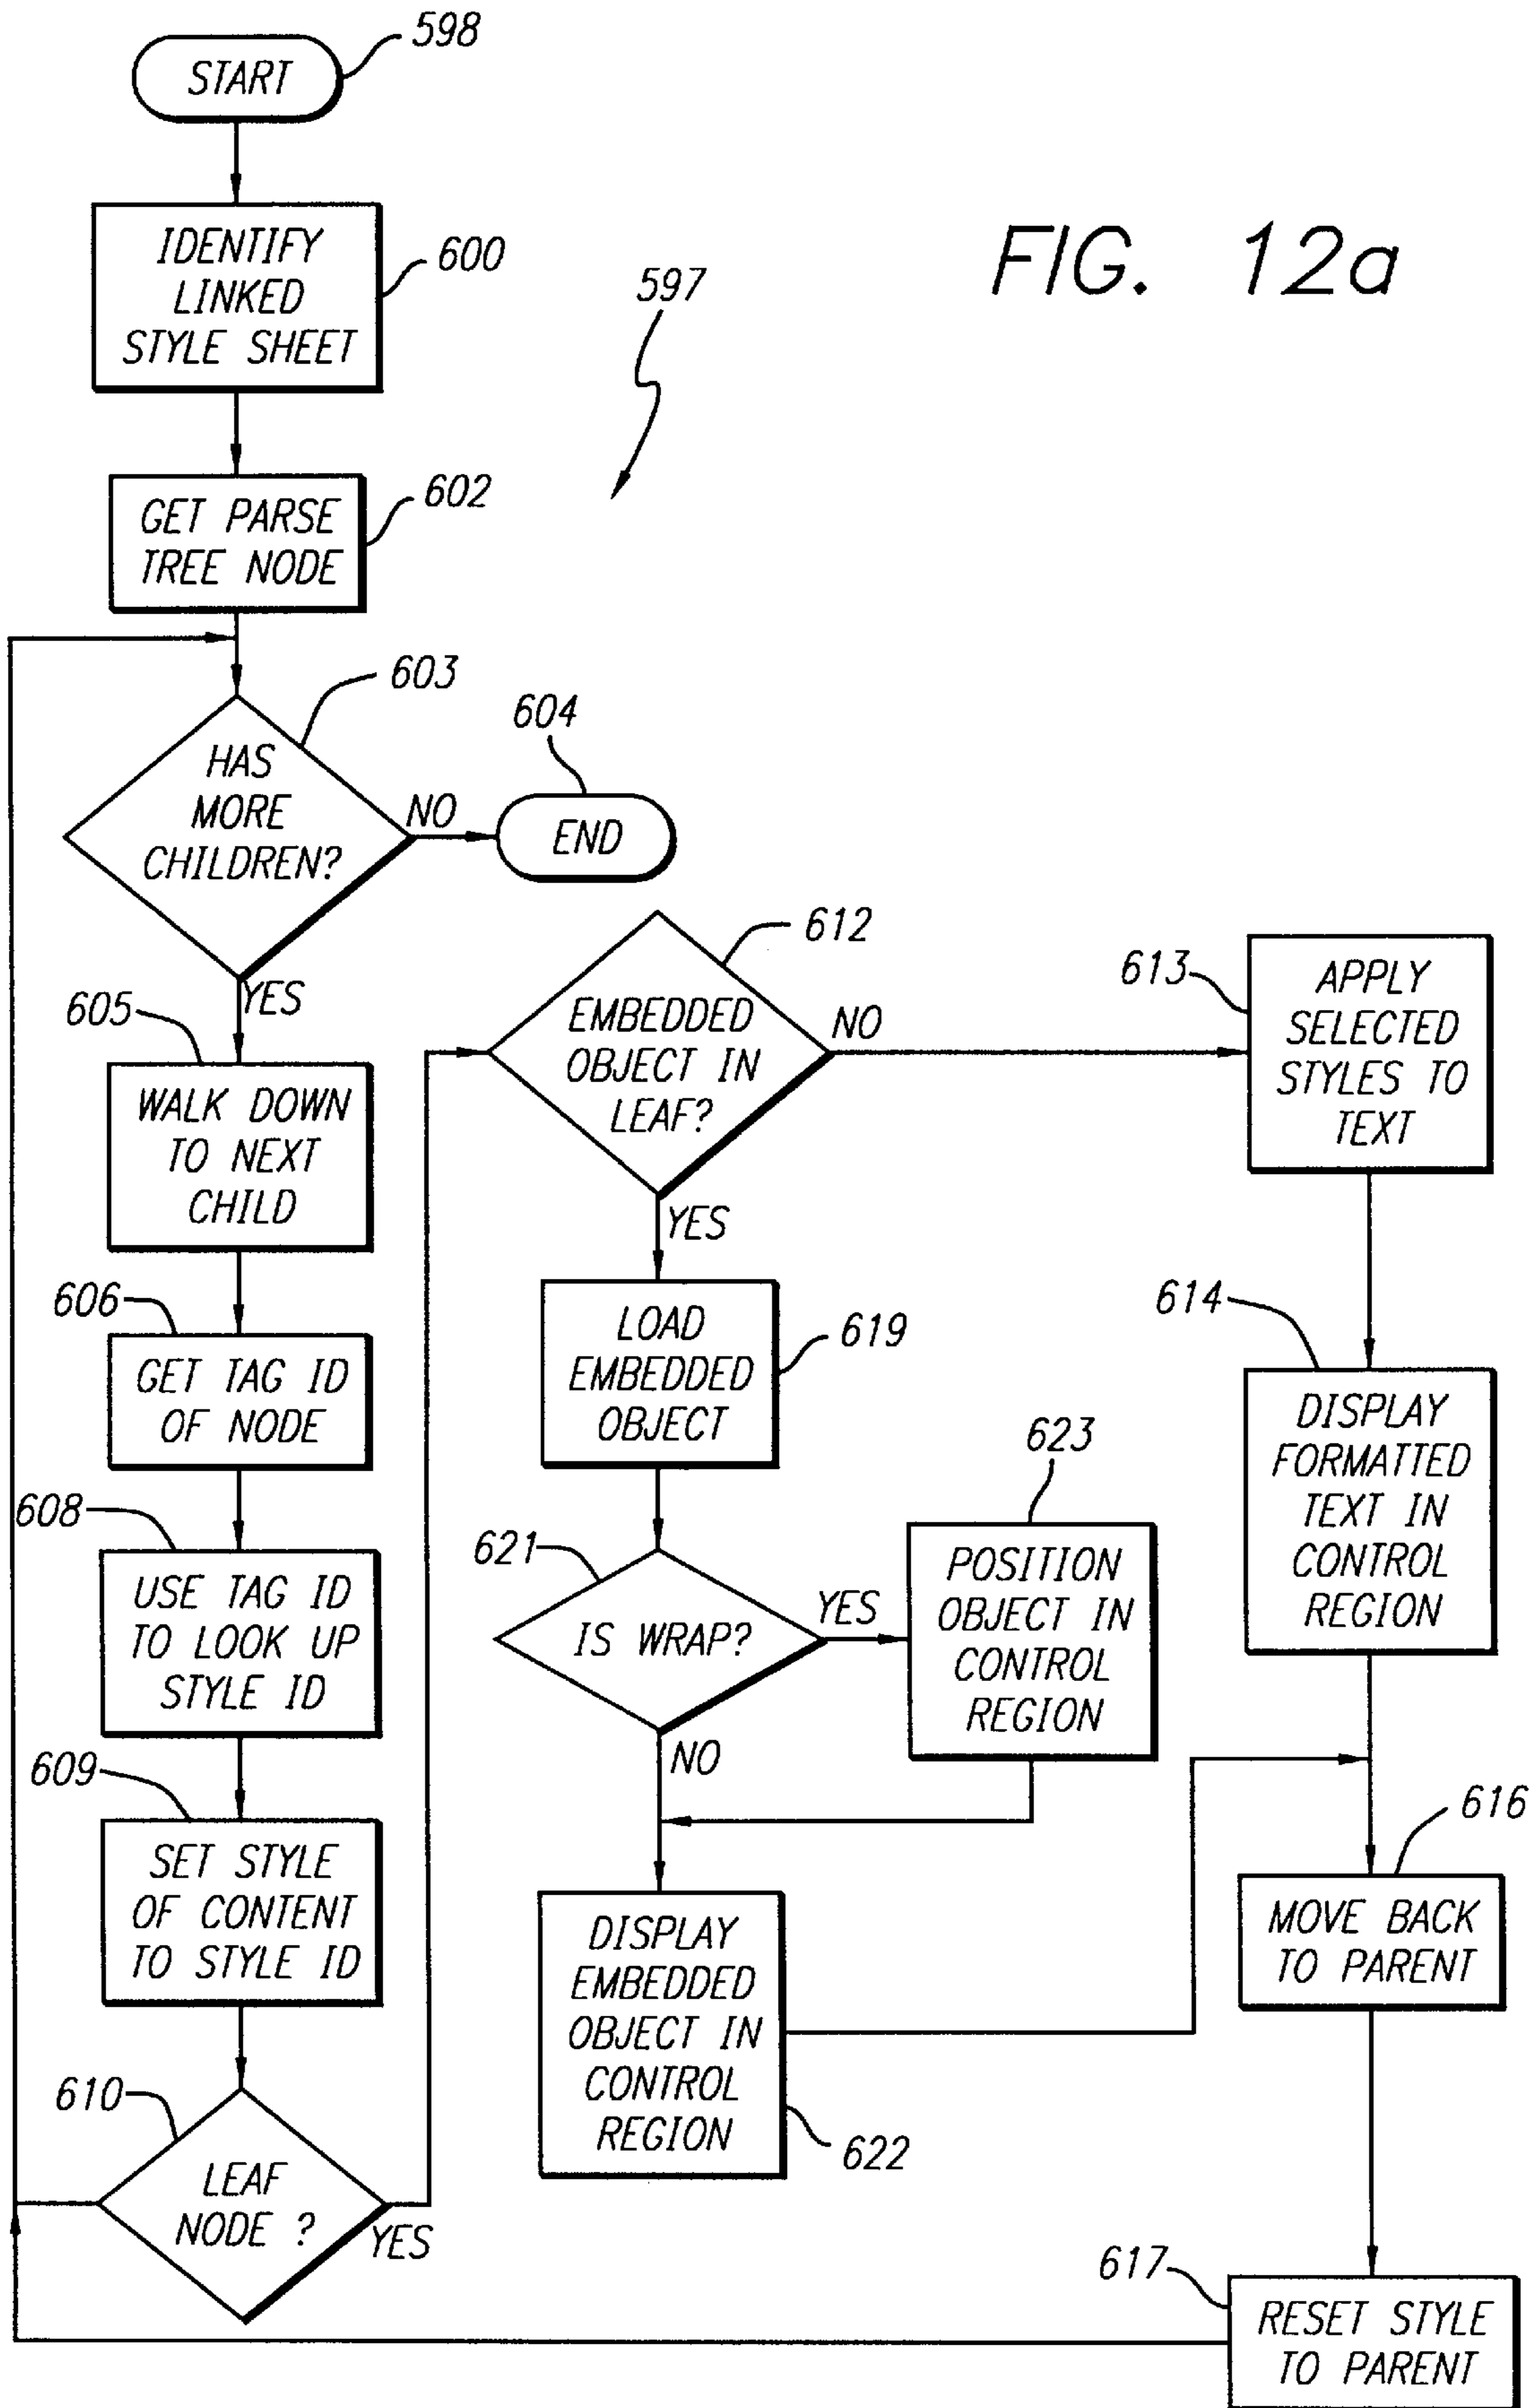 598
START
FIG. 12a
IDENTIFY
LINKED
STYLE SHEET
600
597
GET PARSE
TREE NODE
602
603
HAS
MORE
CHILDREN?
NO
604
END
YES
605
WALK DOWN
TO NEXT
CHILD
606
GET TAG ID
OF NODE
608
USE TAG ID
TO LOOK UP
STYLE ID
609
SET STYLE
OF CONTENT
TO STYLE ID
610
LEAF
NODE ?
YES
612
EMBEDDED
OBJECT IN
LEAF?
NO
YES
619
LOAD
EMBEDDED
OBJECT
621
IS WRAP?
YES
NO
623
POSITION
OBJECT IN
CONTROL
REGION
DISPLAY
EMBEDDED
OBJECT IN
CONTROL
REGION
622
613
APPLY
SELECTED
STYLES TO
TEXT
614
DISPLAY
FORMATTED
TEXT IN
CONTROL
REGION
616
MOVE BACK
TO PARENT
617
RESET STYLE
TO PARENT